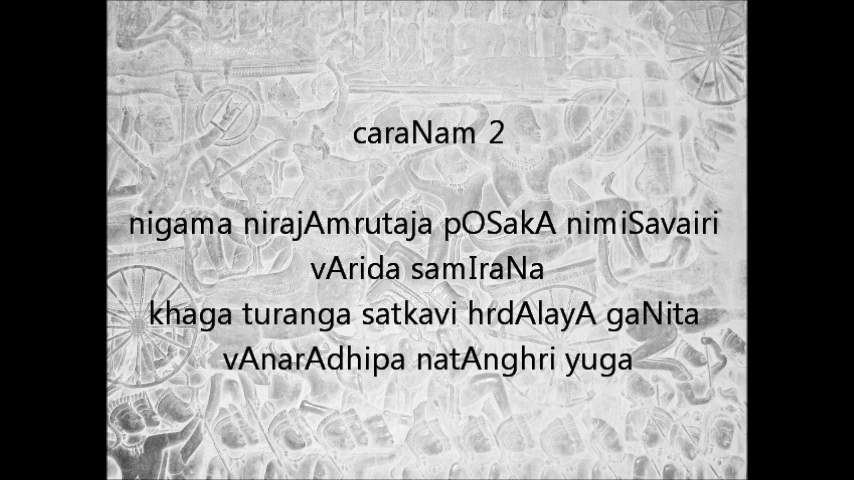 caraNam 2
nigama nirajAmrutaja pOSakA nimiSavairi
vArida samIraNa
khaga turanga satkavi hrdAlayA gaNita
vAnarAdhipa natAnghri yuga